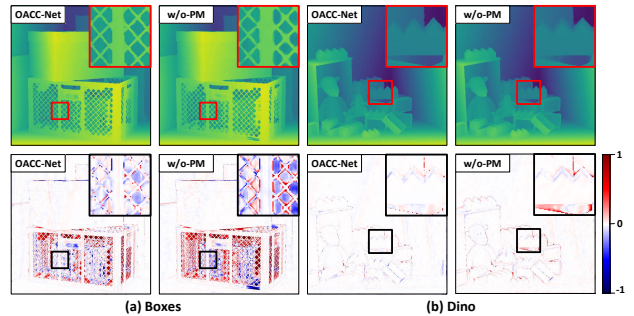 OACC-Net
w/o-PM
OACC-Net
w/o-PM
OACC-Net
w/o-PM
OACC-Net
w/o-PM
1
0
-1
(a) Boxes
(b) Dino